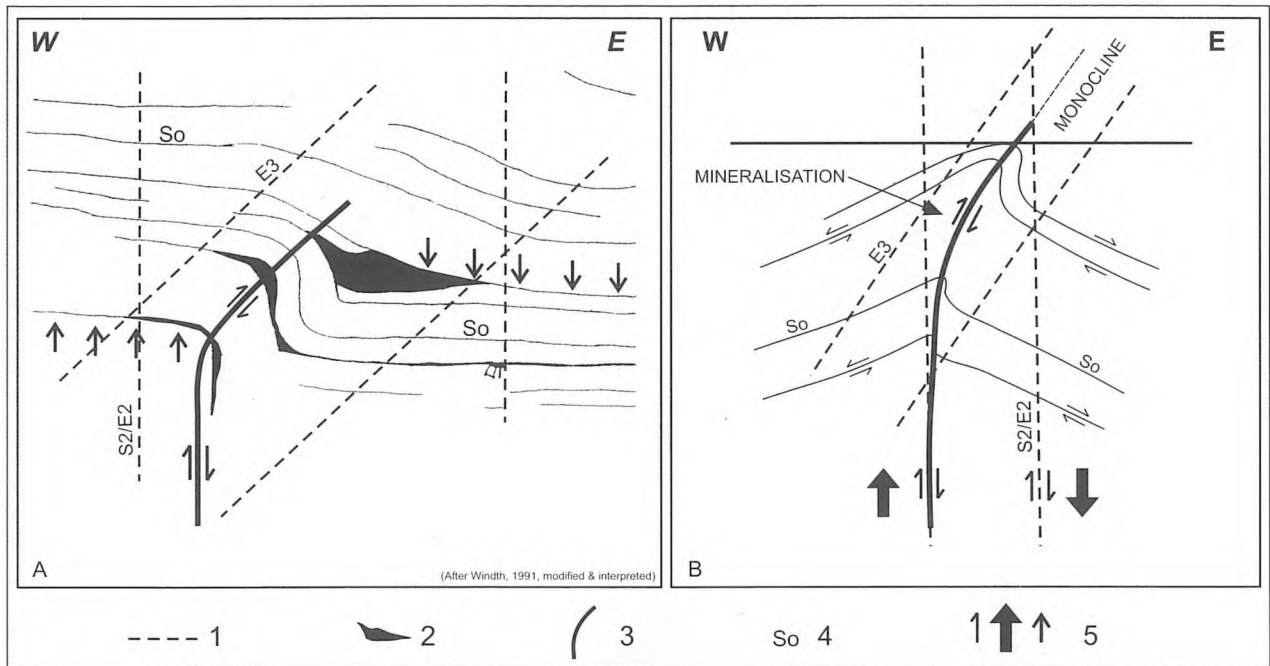 W E
So
E3
So
S2/E2
A
(After Windth, 1991, modified & interpreted)
W E
MONOCLINE
MINERALISATION
E3
So
So
S2/E2
B
1 2 3 So 4 5